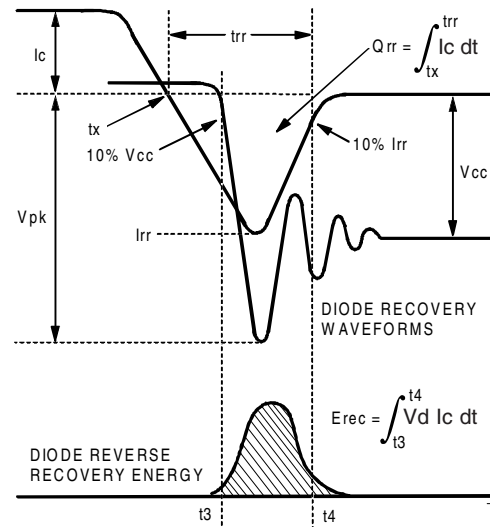 trr
Ic
Qrr = ∫ trr tx Ic dt
tx
10% Vcc
10% Irr
Vcc
Vpk
Irr
DIODE RECOVERY
WAVEFORMS
Erec = ∫ t4 t3 Vd Ic dt
DIODE REVERSE
RECOVERY ENERGY
t3
t4